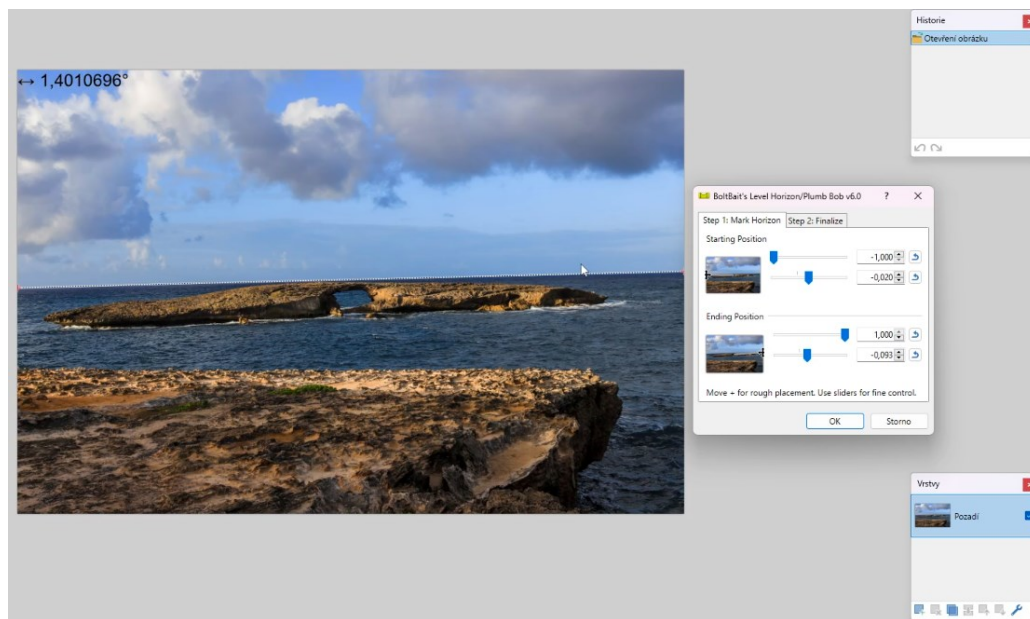 Historie
Otevření obrázku
↔ 1,4010696°
BoltBait's Level Horizon/Plumb Bob v6.0 ?
Step 1: Mark Horizon Step 2: Finalize
Starting Position
-1,000
-0,020
Ending Position
1,000
-0,093
Move + for rough placement. Use sliders for fine control.
OK Storno
Vrstvy
Pozadí